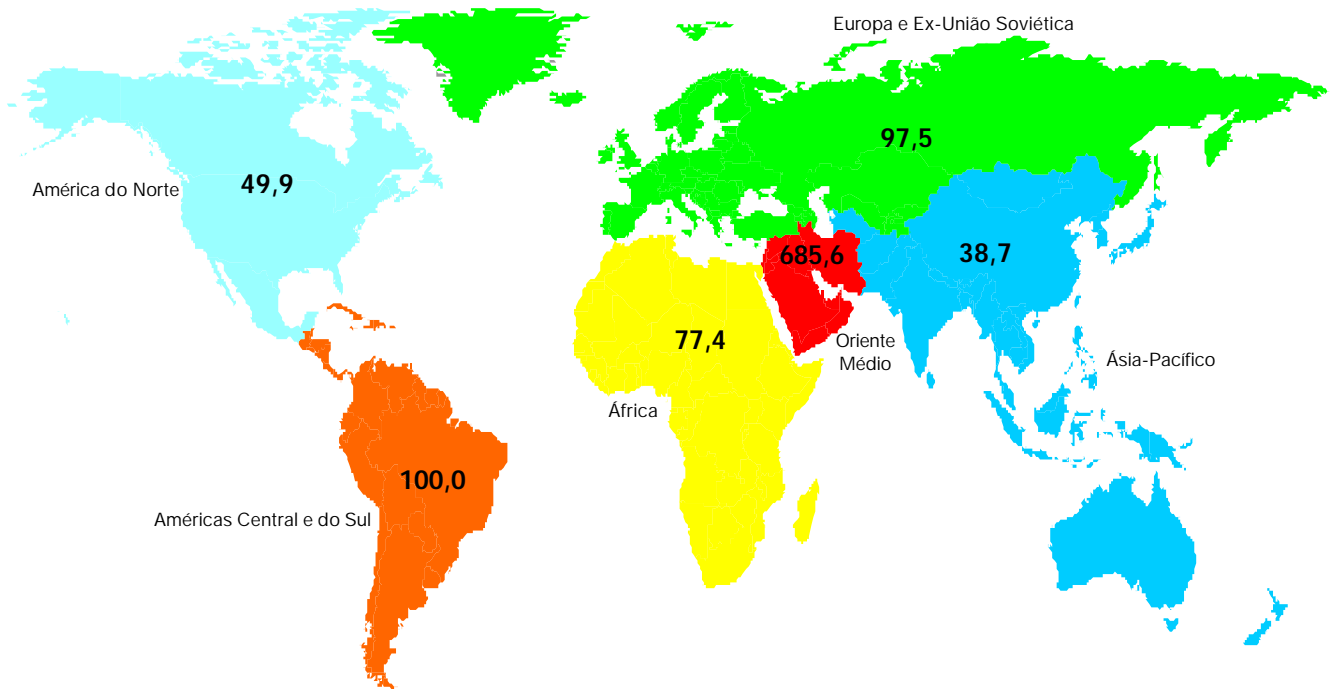 Europa e Ex-União Soviética
97,5
América do Norte
49,9
685,6
38,7
77,4
Oriente
Médio
Ásia-Pacífico
África
100,0
Américas Central e do Sul